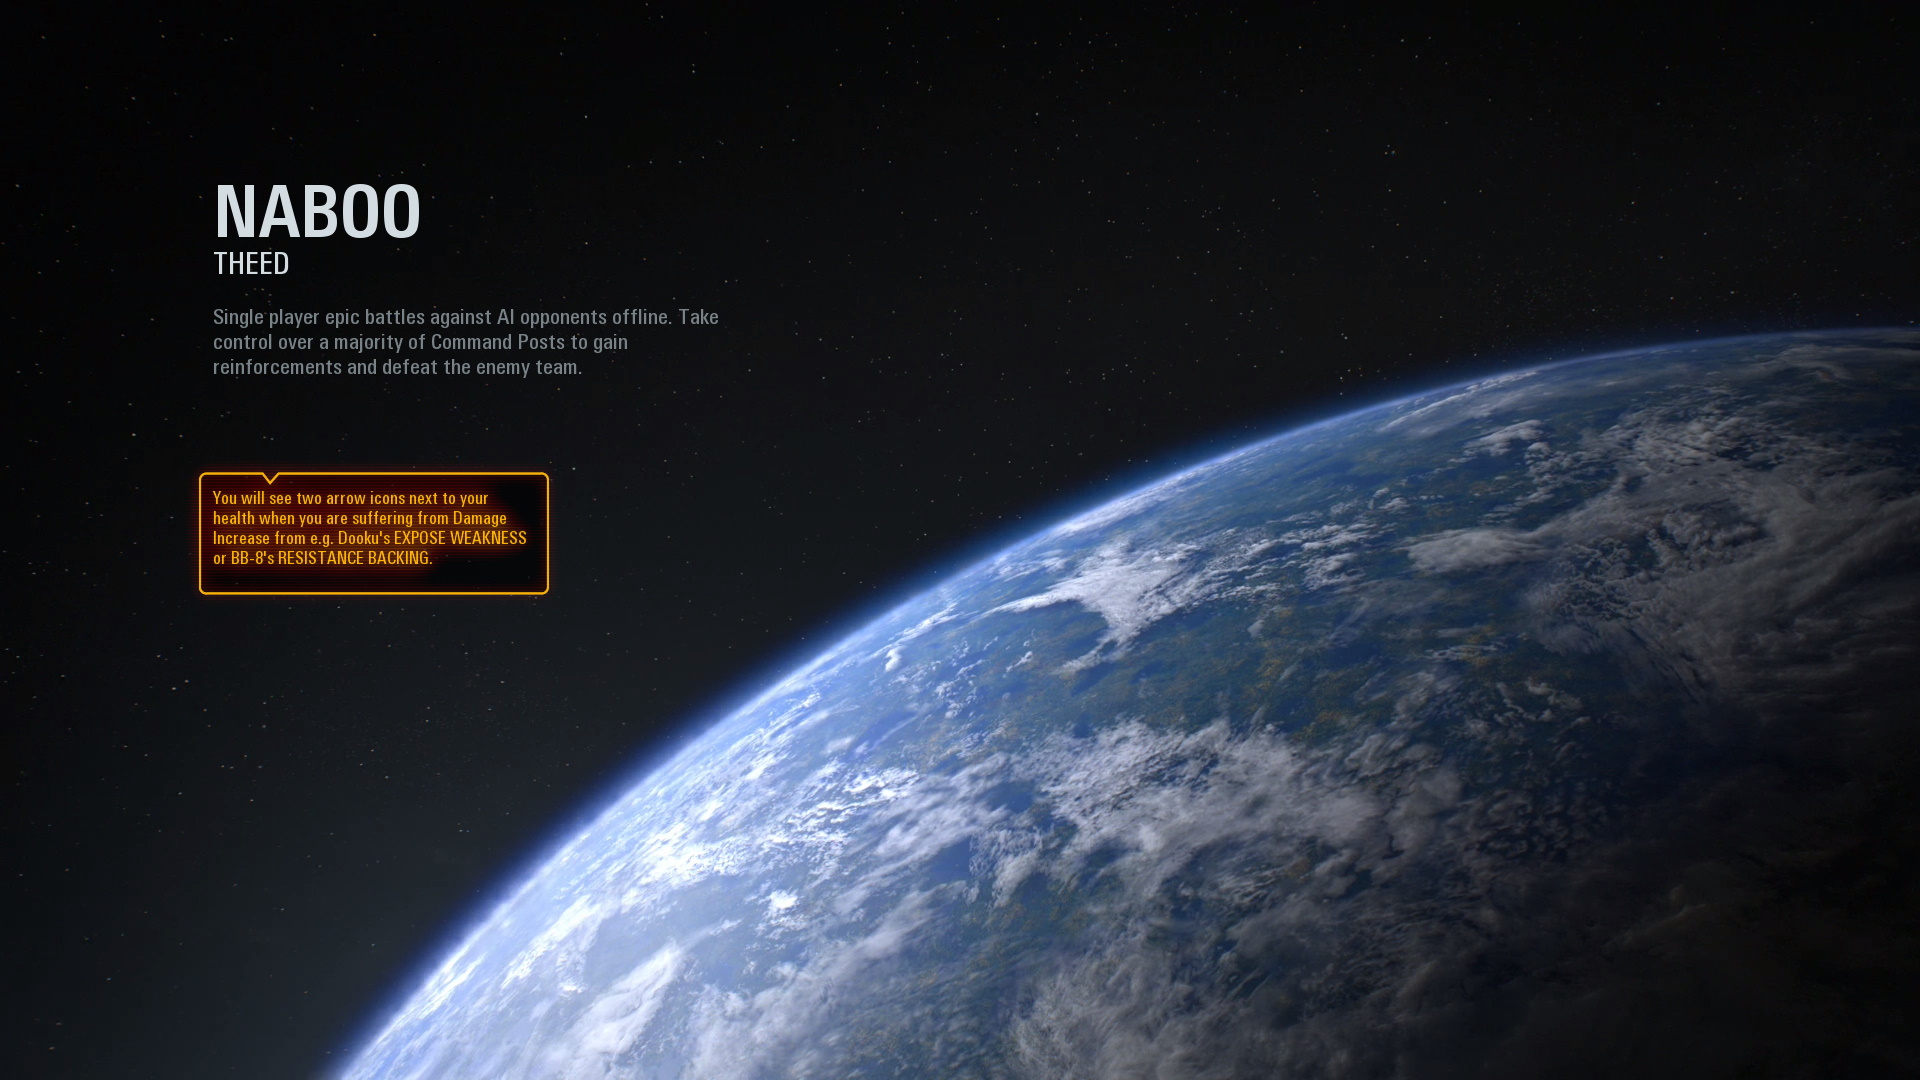 NABOO
THEED
Single player epic battles against AI opponents offline. Take
control over a majority of Command Posts to gain
reinforcements and defeat the enemy team.
You will see two arrow icons next to your
health when you are suffering from Damage
Increase from e.g. Dooku's EXPOSE WEAKNESS
or BB-8's RESISTANCE BACKING.